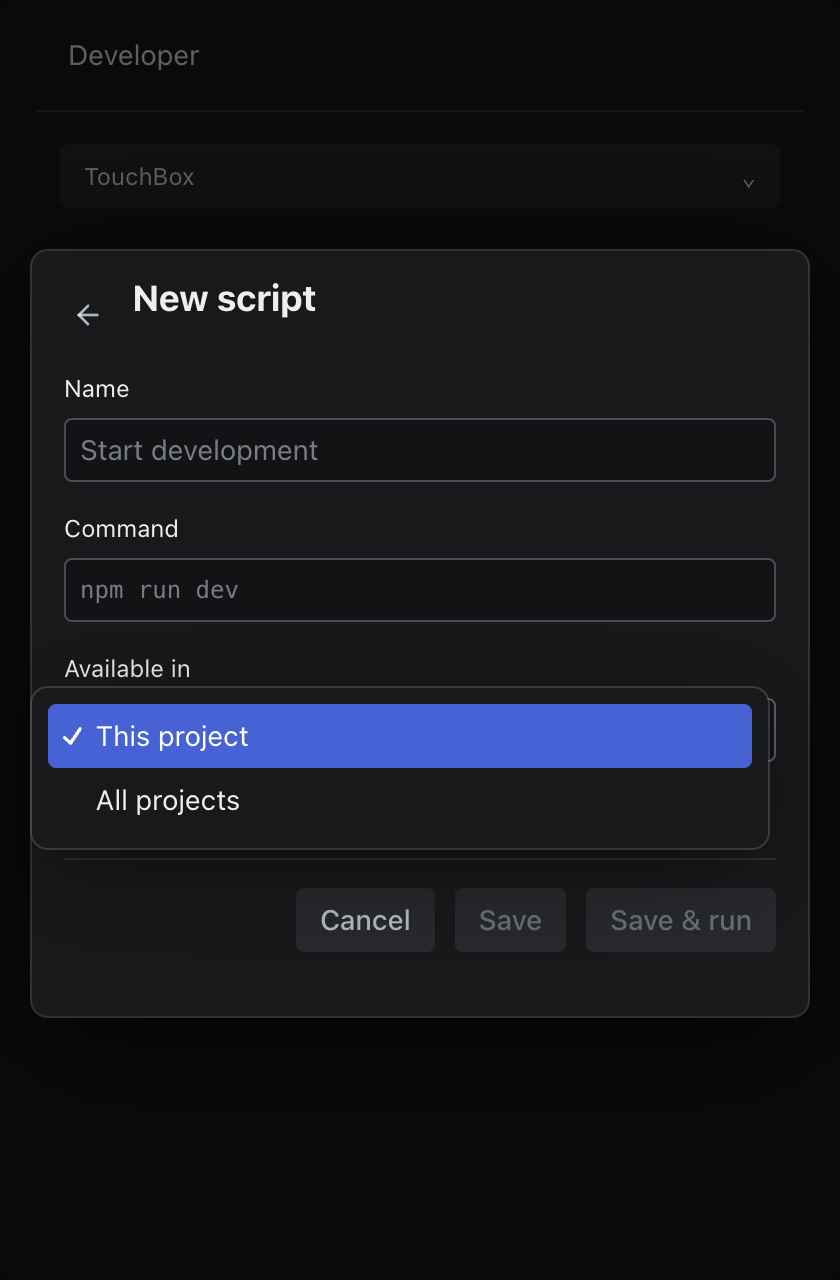 Developer
TouchBox
New script
Name
Start development
Command
npm run dev
Available in
This project
All projects
Cancel
Save
Save & run